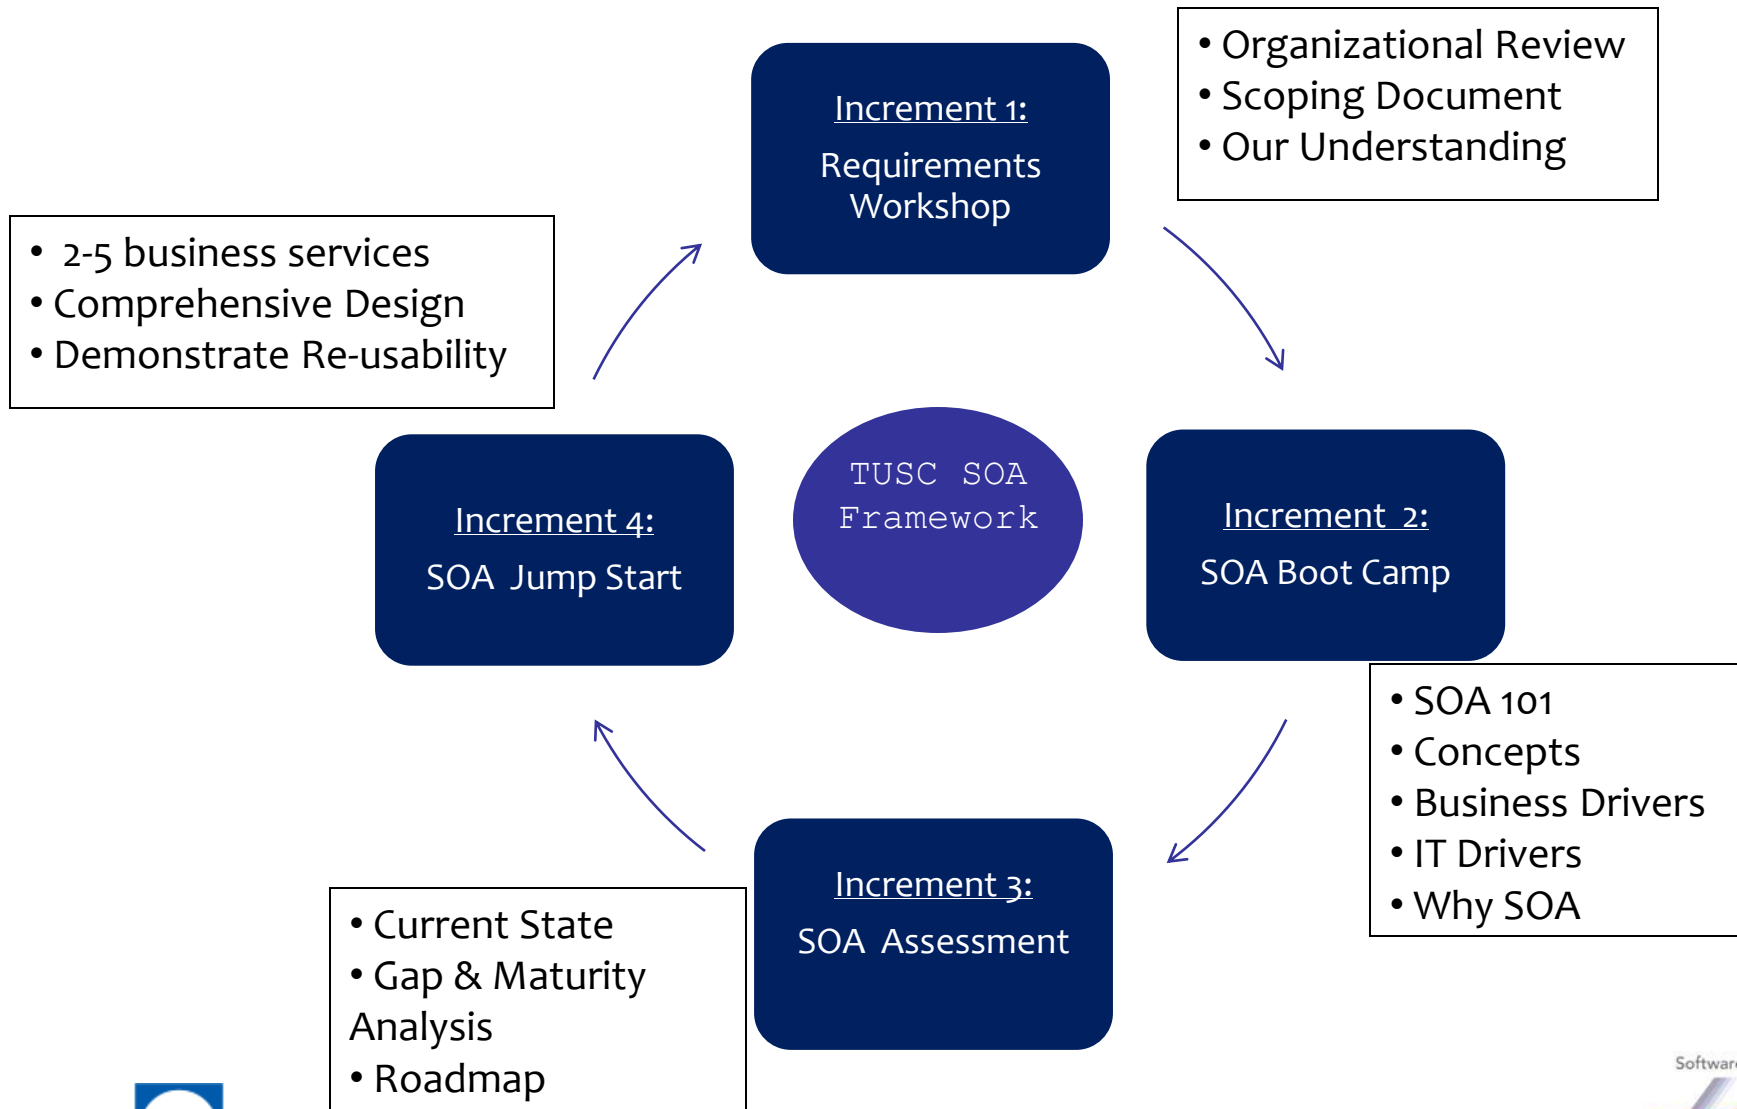 Increment 1:
Requirements
Workshop
• Organizational Review
• Scoping Document
• Our Understanding
• 2-5 business services
• Comprehensive Design
• Demonstrate Re-usability
TUSC SOA
Framework
Increment 4:
SOA Jump Start
Increment 2:
SOA Boot Camp
• SOA 101
• Concepts
• Business Drivers
• IT Drivers
• Why SOA
Increment 3:
SOA Assessment
• Current State
• Gap & Maturity
Analysis
• Roadmap
Software